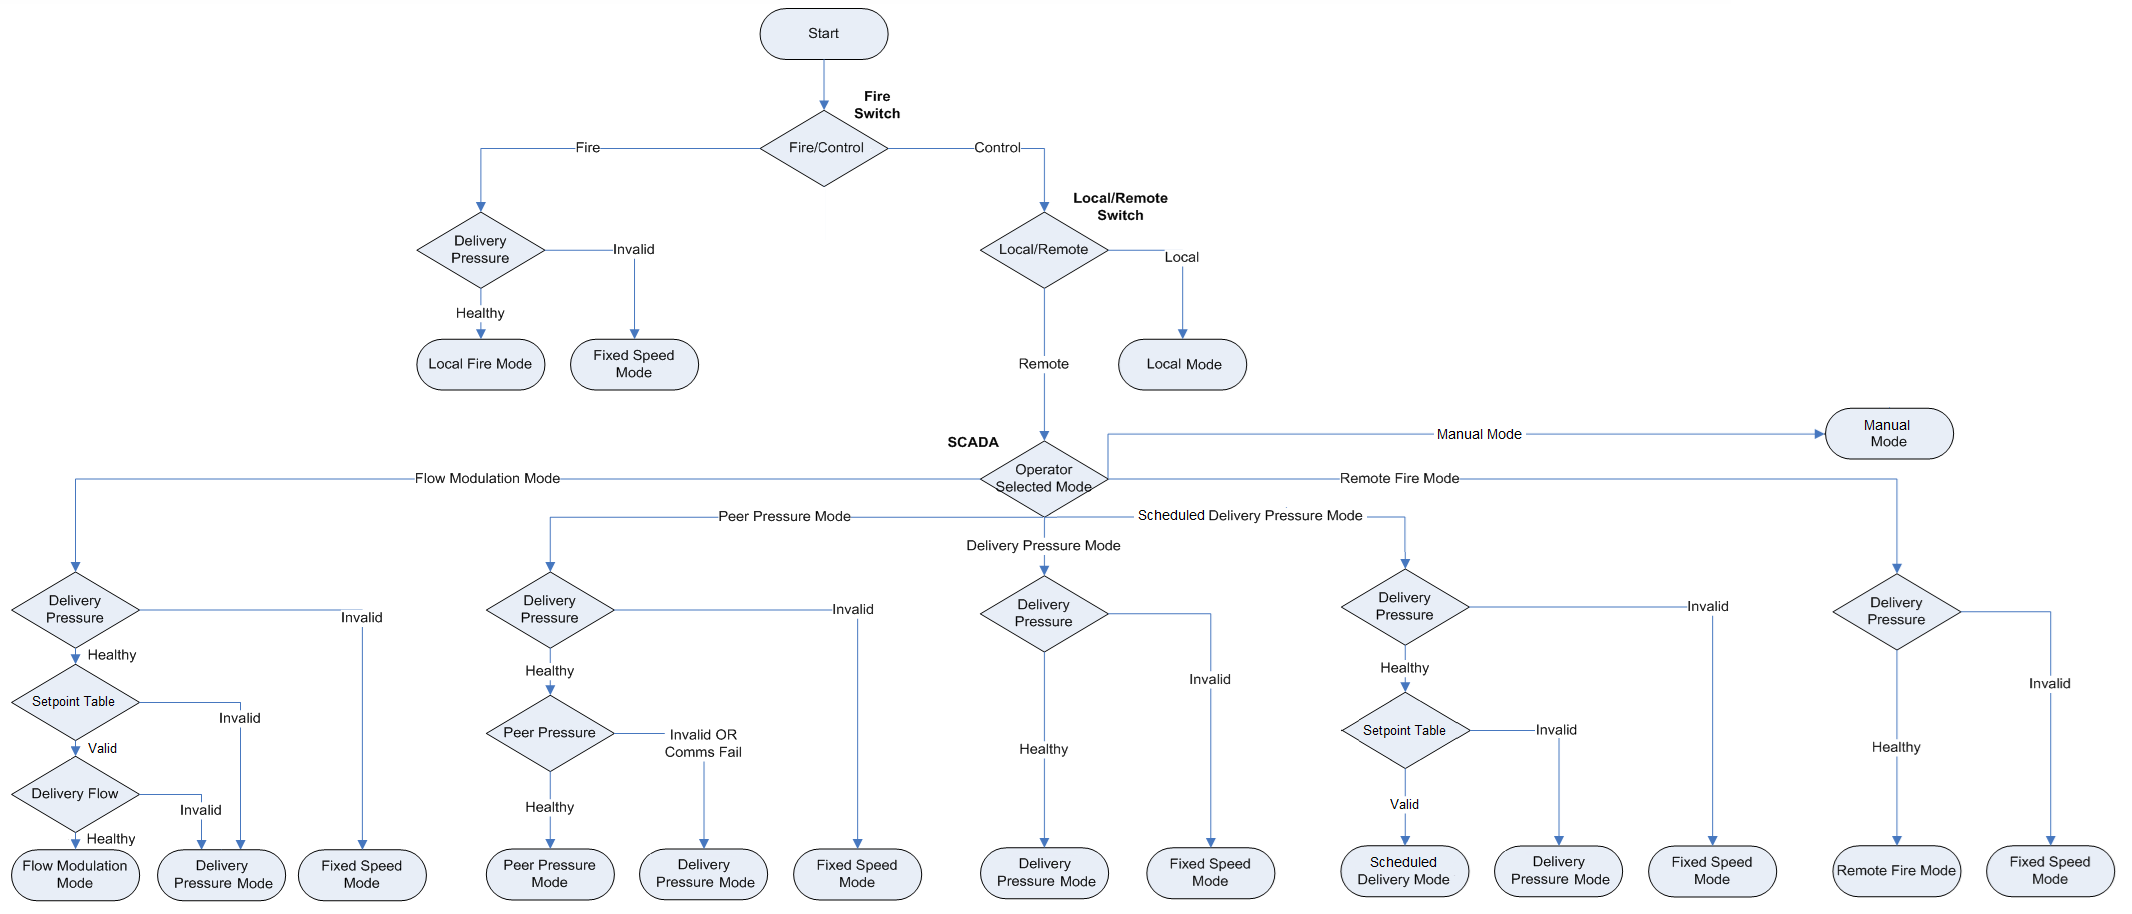 Start
Fire
Switch
Fire/Control
Fire
Control
Local/Remote
Switch
Delivery
Pressure
Invalid
Local/Remote
Local
Healthy
Local Fire Mode
Fixed Speed
Mode
Remote
Local Mode
SCADA
Manual Mode
Manual
Mode
Operator
Selected Mode
Flow Modulation Mode
Remote Fire Mode
Peer Pressure Mode
Scheduled Delivery Pressure Mode
Delivery Pressure Mode
Delivery
Pressure
Invalid
Healthy
Setpoint Table
Invalid
Valid
Delivery Flow
Invalid
Healthy
Flow Modulation
Mode
Delivery
Pressure Mode
Fixed Speed
Mode
Delivery
Pressure
Invalid
Healthy
Peer Pressure
Invalid OR
Comms Fail
Healthy
Peer Pressure
Mode
Delivery
Pressure Mode
Fixed Speed
Mode
Delivery
Pressure
Invalid
Healthy
Delivery
Pressure Mode
Fixed Speed
Mode
Delivery
Pressure
Invalid
Healthy
Setpoint Table
Invalid
Valid
Scheduled
Delivery Mode
Delivery
Pressure Mode
Fixed Speed
Mode
Delivery
Pressure
Invalid
Healthy
Remote Fire Mode
Fixed Speed
Mode